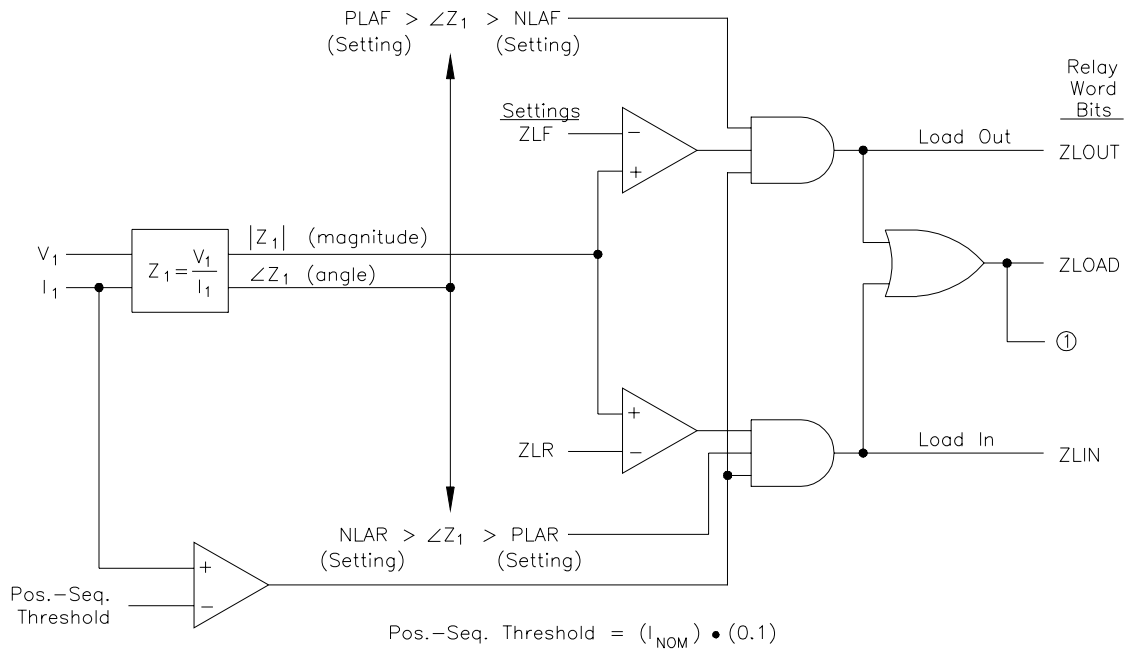 PLAF > ∠Z1 > NLAF
(Setting) (Setting)
Relay
Word
Bits
Settings
ZLF
−
+
Load Out
ZLOUT
|Z1| (magnitude)
V1
I1
Z1 = V1/I1
∠Z1 (angle)
ZLOAD
①
+
−
ZLR
Load In
ZLIN
NLAR > ∠Z1 > PLAR
(Setting) (Setting)
+
−
Pos.−Seq.
Threshold
Pos.−Seq. Threshold = (INOM) • (0.1)